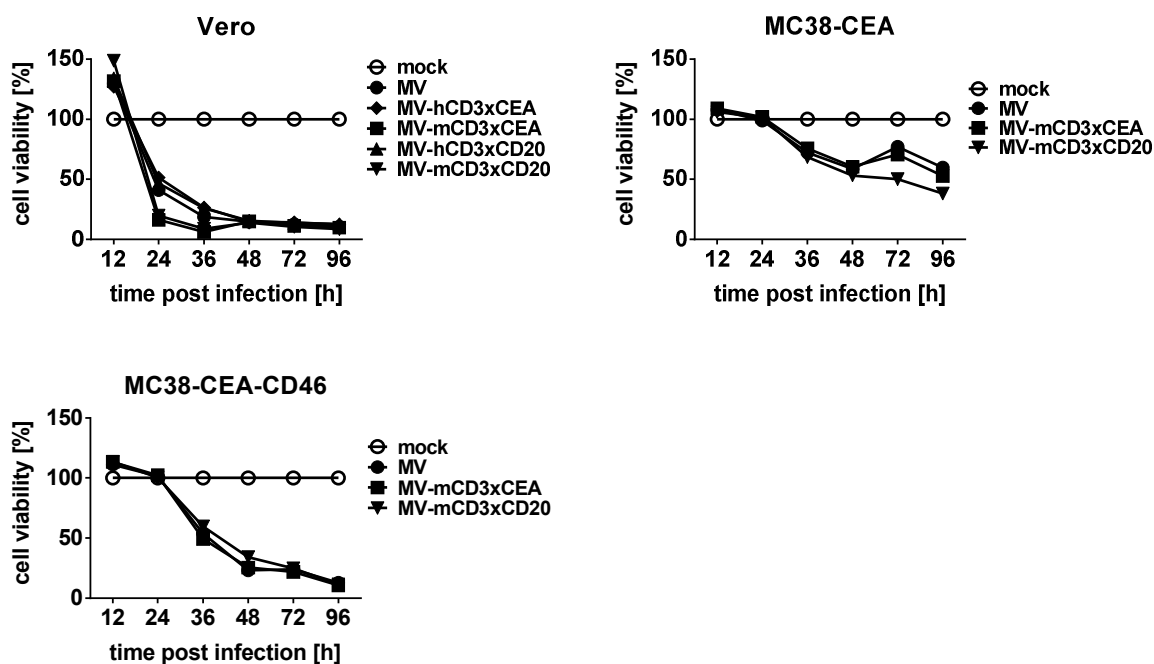 Vero
150
100
50
0
cell viability [%]
12 24 36 48 72 96
time post infection [h]
mock
MV
MV-hCD3xCEA
MV-mCD3xCEA
MV-hCD3xCD20
MV-mCD3xCD20
MC38-CEA
150
100
50
0
cell viability [%]
12 24 36 48 72 96
time post infection [h]
mock
MV
MV-mCD3xCEA
MV-mCD3xCD20
MC38-CEA-CD46
150
100
50
0
cell viability [%]
12 24 36 48 72 96
time post infection [h]
mock
MV
MV-mCD3xCEA
MV-mCD3xCD20